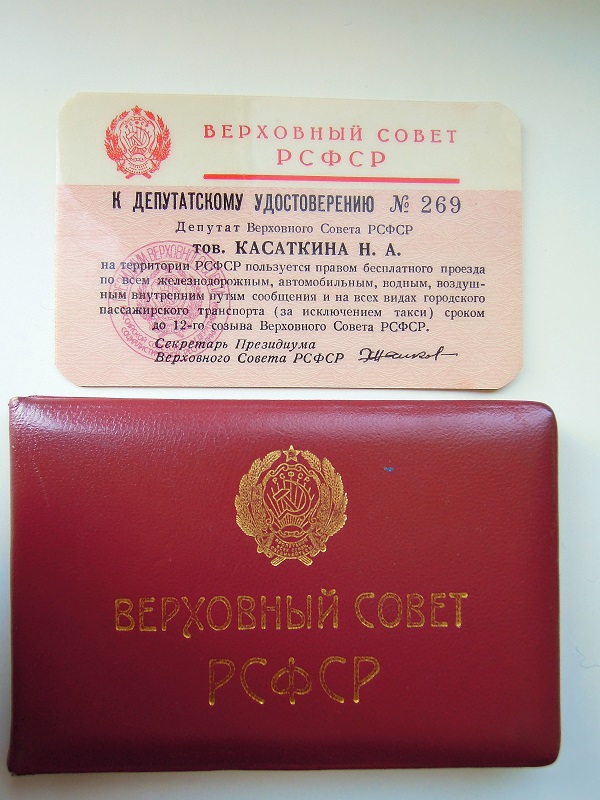 ВЕРХОВНЫЙ СОВЕТ
РСФСР
К ДЕПУТАТСКОМУ УДОСТОВЕРЕНИЮ № 269
Депутат Верховного Совета РСФСР
тов. КАСАТКИНА Н. А.
на территории РСФСР пользуется правом бесплатного проезда
по всем железнодорожным, автомобильным, водным, воздуш-
ным внутренним путям сообщения и на всех видах городского
пассажирского транспорта (за исключением такси) сроком
до 12-го созыва Верховного Совета РСФСР.
Секретарь Президиума
Верховного Совета РСФСР
РСФСР
ВЕРХОВНЫЙ СОВЕТ
РСФСР